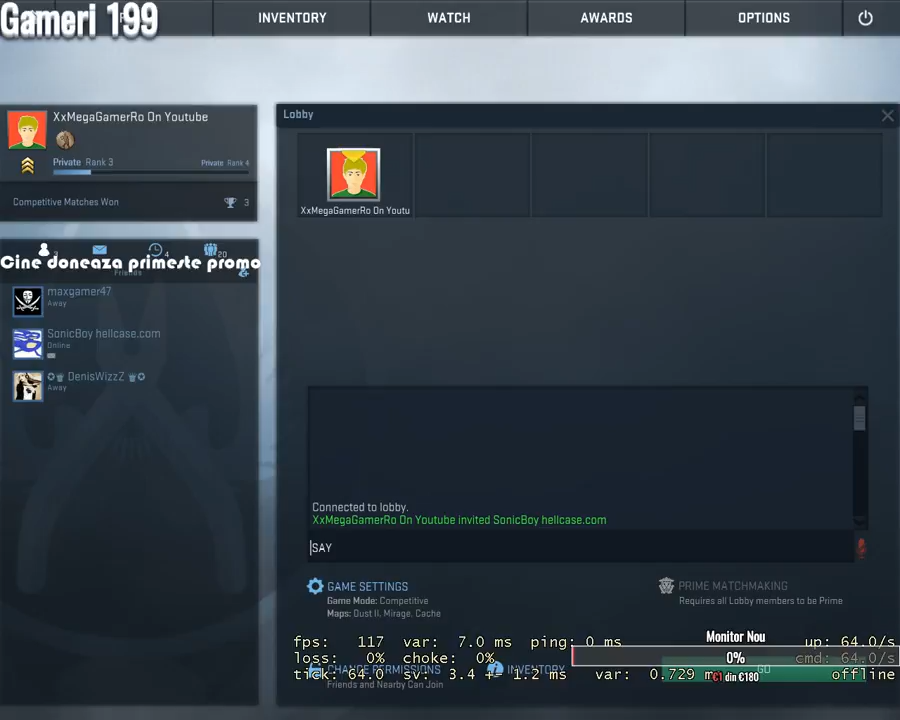 Gameri 199
INVENTORY
WATCH
AWARDS
OPTIONS
XxMegaGamerRo On Youtube
Private Rank 3
Private Rank 4
Competitive Matches Won
3
Lobby
XxMegaGamerRo On Youtu
4
20
Cine doneaza primeste promo
Friends
maxgamer47
Away
SonicBoy hellcase.com
Online
DenisWizzZ
Away
Connected to lobby.
XxMegaGamerRo On Youtube invited SonicBoy hellcase.com
SAY
GAME SETTINGS
Game Mode: Competitive
Maps: Dust II, Mirage, Cache
PRIME MATCHMAKING
Requires all Lobby members to be Prime
Monitor Nou
fps: 117 var: 7.0 ms ping: 0 ms up: 64.0/s
loss: 0% choke: 0% 0% cmd: 64.0/s
CHANGE PERMISSIONS
INVENTORY
GO
tick: 64.0 sv: 3.4 +- 1.2 ms var: 0.729 m €1 din €180 offline
Friends and Nearby Can Join